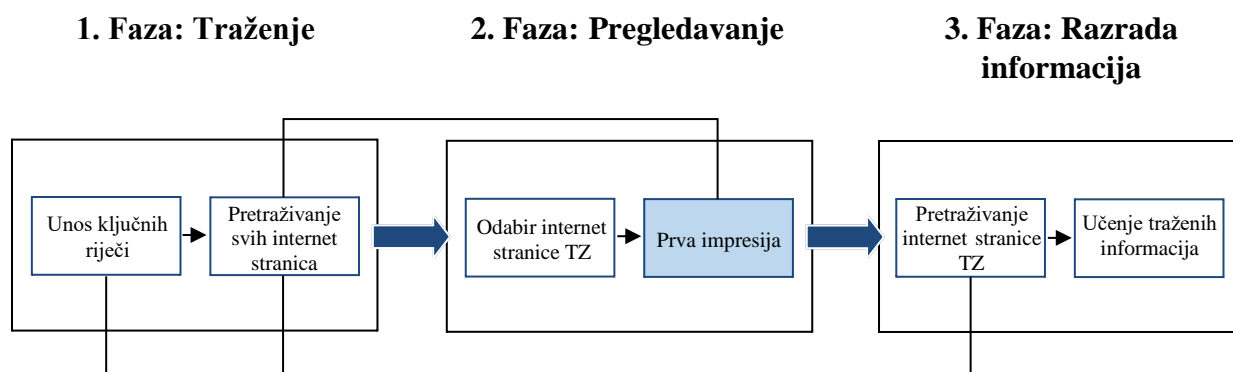 1. Faza: Traženje
2. Faza: Pregledavanje
3. Faza: Razrada
informacija
Unos ključnih
riječi
Pretraživanje
svih internet
stranica
Odabir internet
stranice TZ
Prva impresija
Pretraživanje
internet stranice
TZ
Učenje traženih
informacija